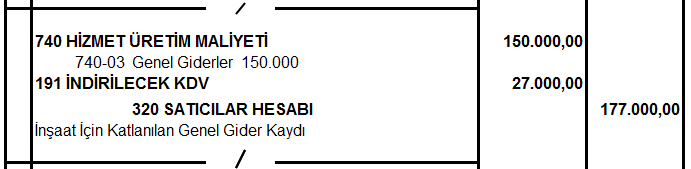 740 HİZMET ÜRETİM MALİYETİ 150.000,00
740-03 Genel Giderler 150.000
191 İNDİRİLECEK KDV 27.000,00
320 SATICILAR HESABI 177.000,00
İnşaat İçin Katlanılan Genel Gider Kaydı